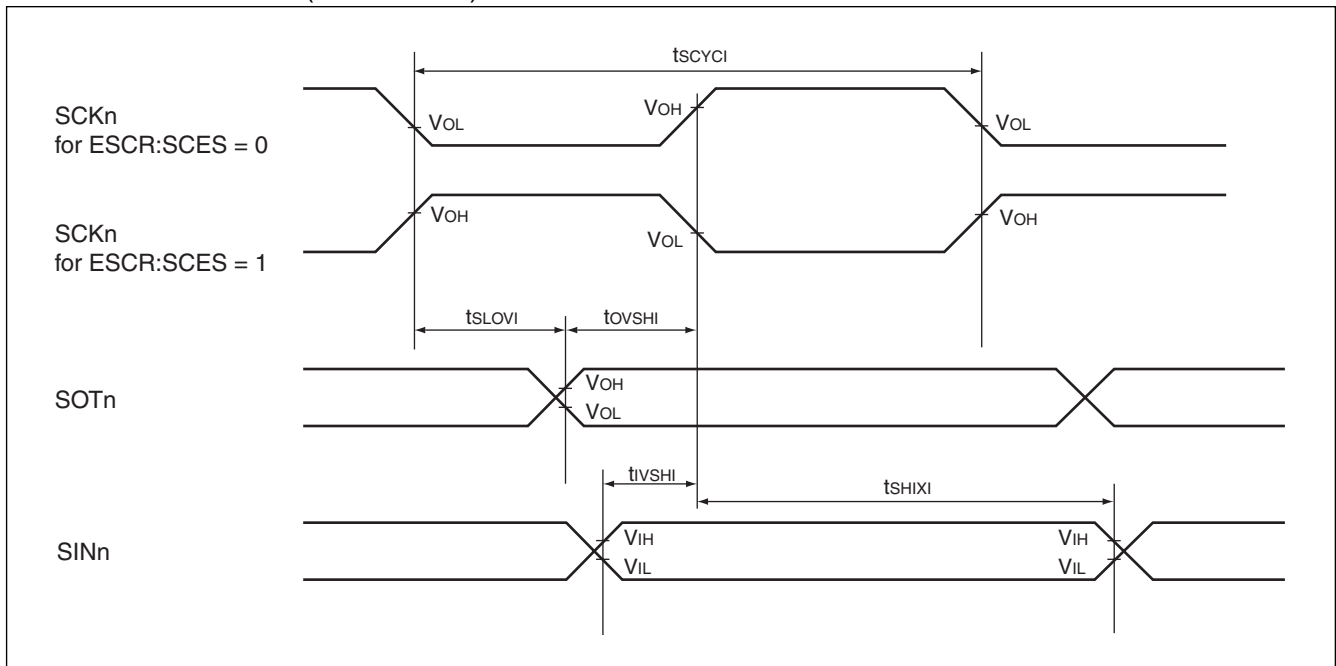 tSCYCI
SCKn
for ESCR:SCES = 0
VOL
VOH
VOL
SCKn
for ESCR:SCES = 1
VOH
VOL
VOH
tSLOVI
tOVSHI
SOTn
VOH
VOL
tIVSHI
tSHIXI
SINn
VIH
VIL
VIH
VIL